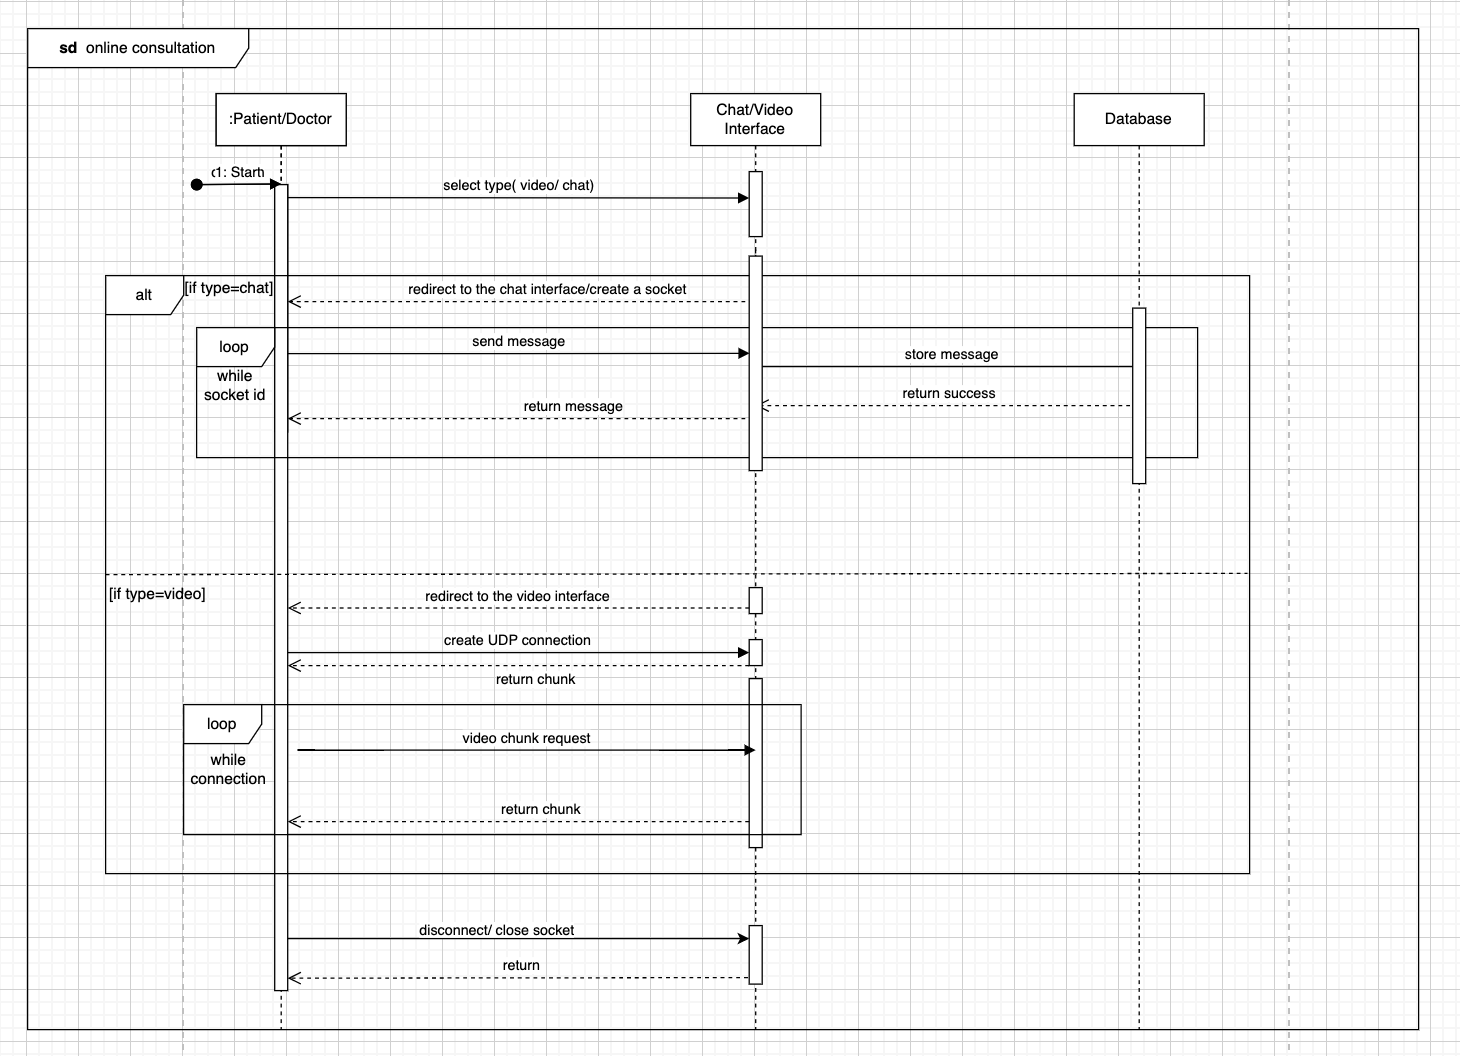 sd online consultation
:Patient/Doctor
Chat/Video
Interface
Database
1: Start
select type( video/ chat)
alt
[if type=chat]
redirect to the chat interface/create a socket
loop
while
socket id
send message
store message
return success
return message
[if type=video]
redirect to the video interface
create UDP connection
return chunk
loop
while
connection
video chunk request
return chunk
disconnect/ close socket
return